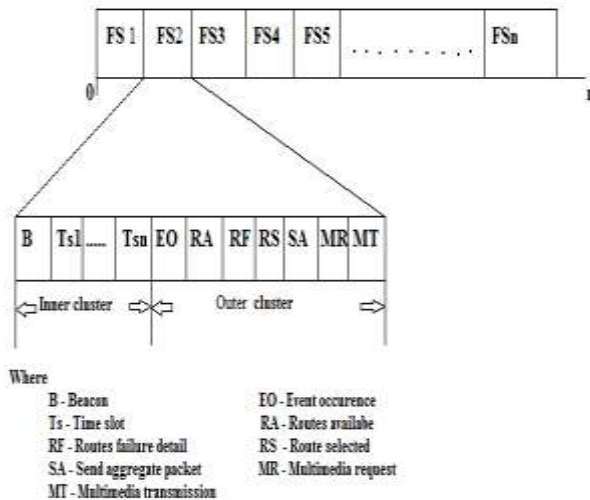 FS 1 FS2 FS3 FS4 FS5 . . . . . . . . . FSn
0 n
B Ts1 ..... Tsn EO RA RF RS SA MR MT
Inner cluster Outer cluster
Where
B - Beacon EO - Event occurence
Ts - Time slot RA - Routes availabe
RF - Routes failure detail RS - Route selected
SA - Send aggregate packet MR - Multimedia request
MT - Multimedia transmission